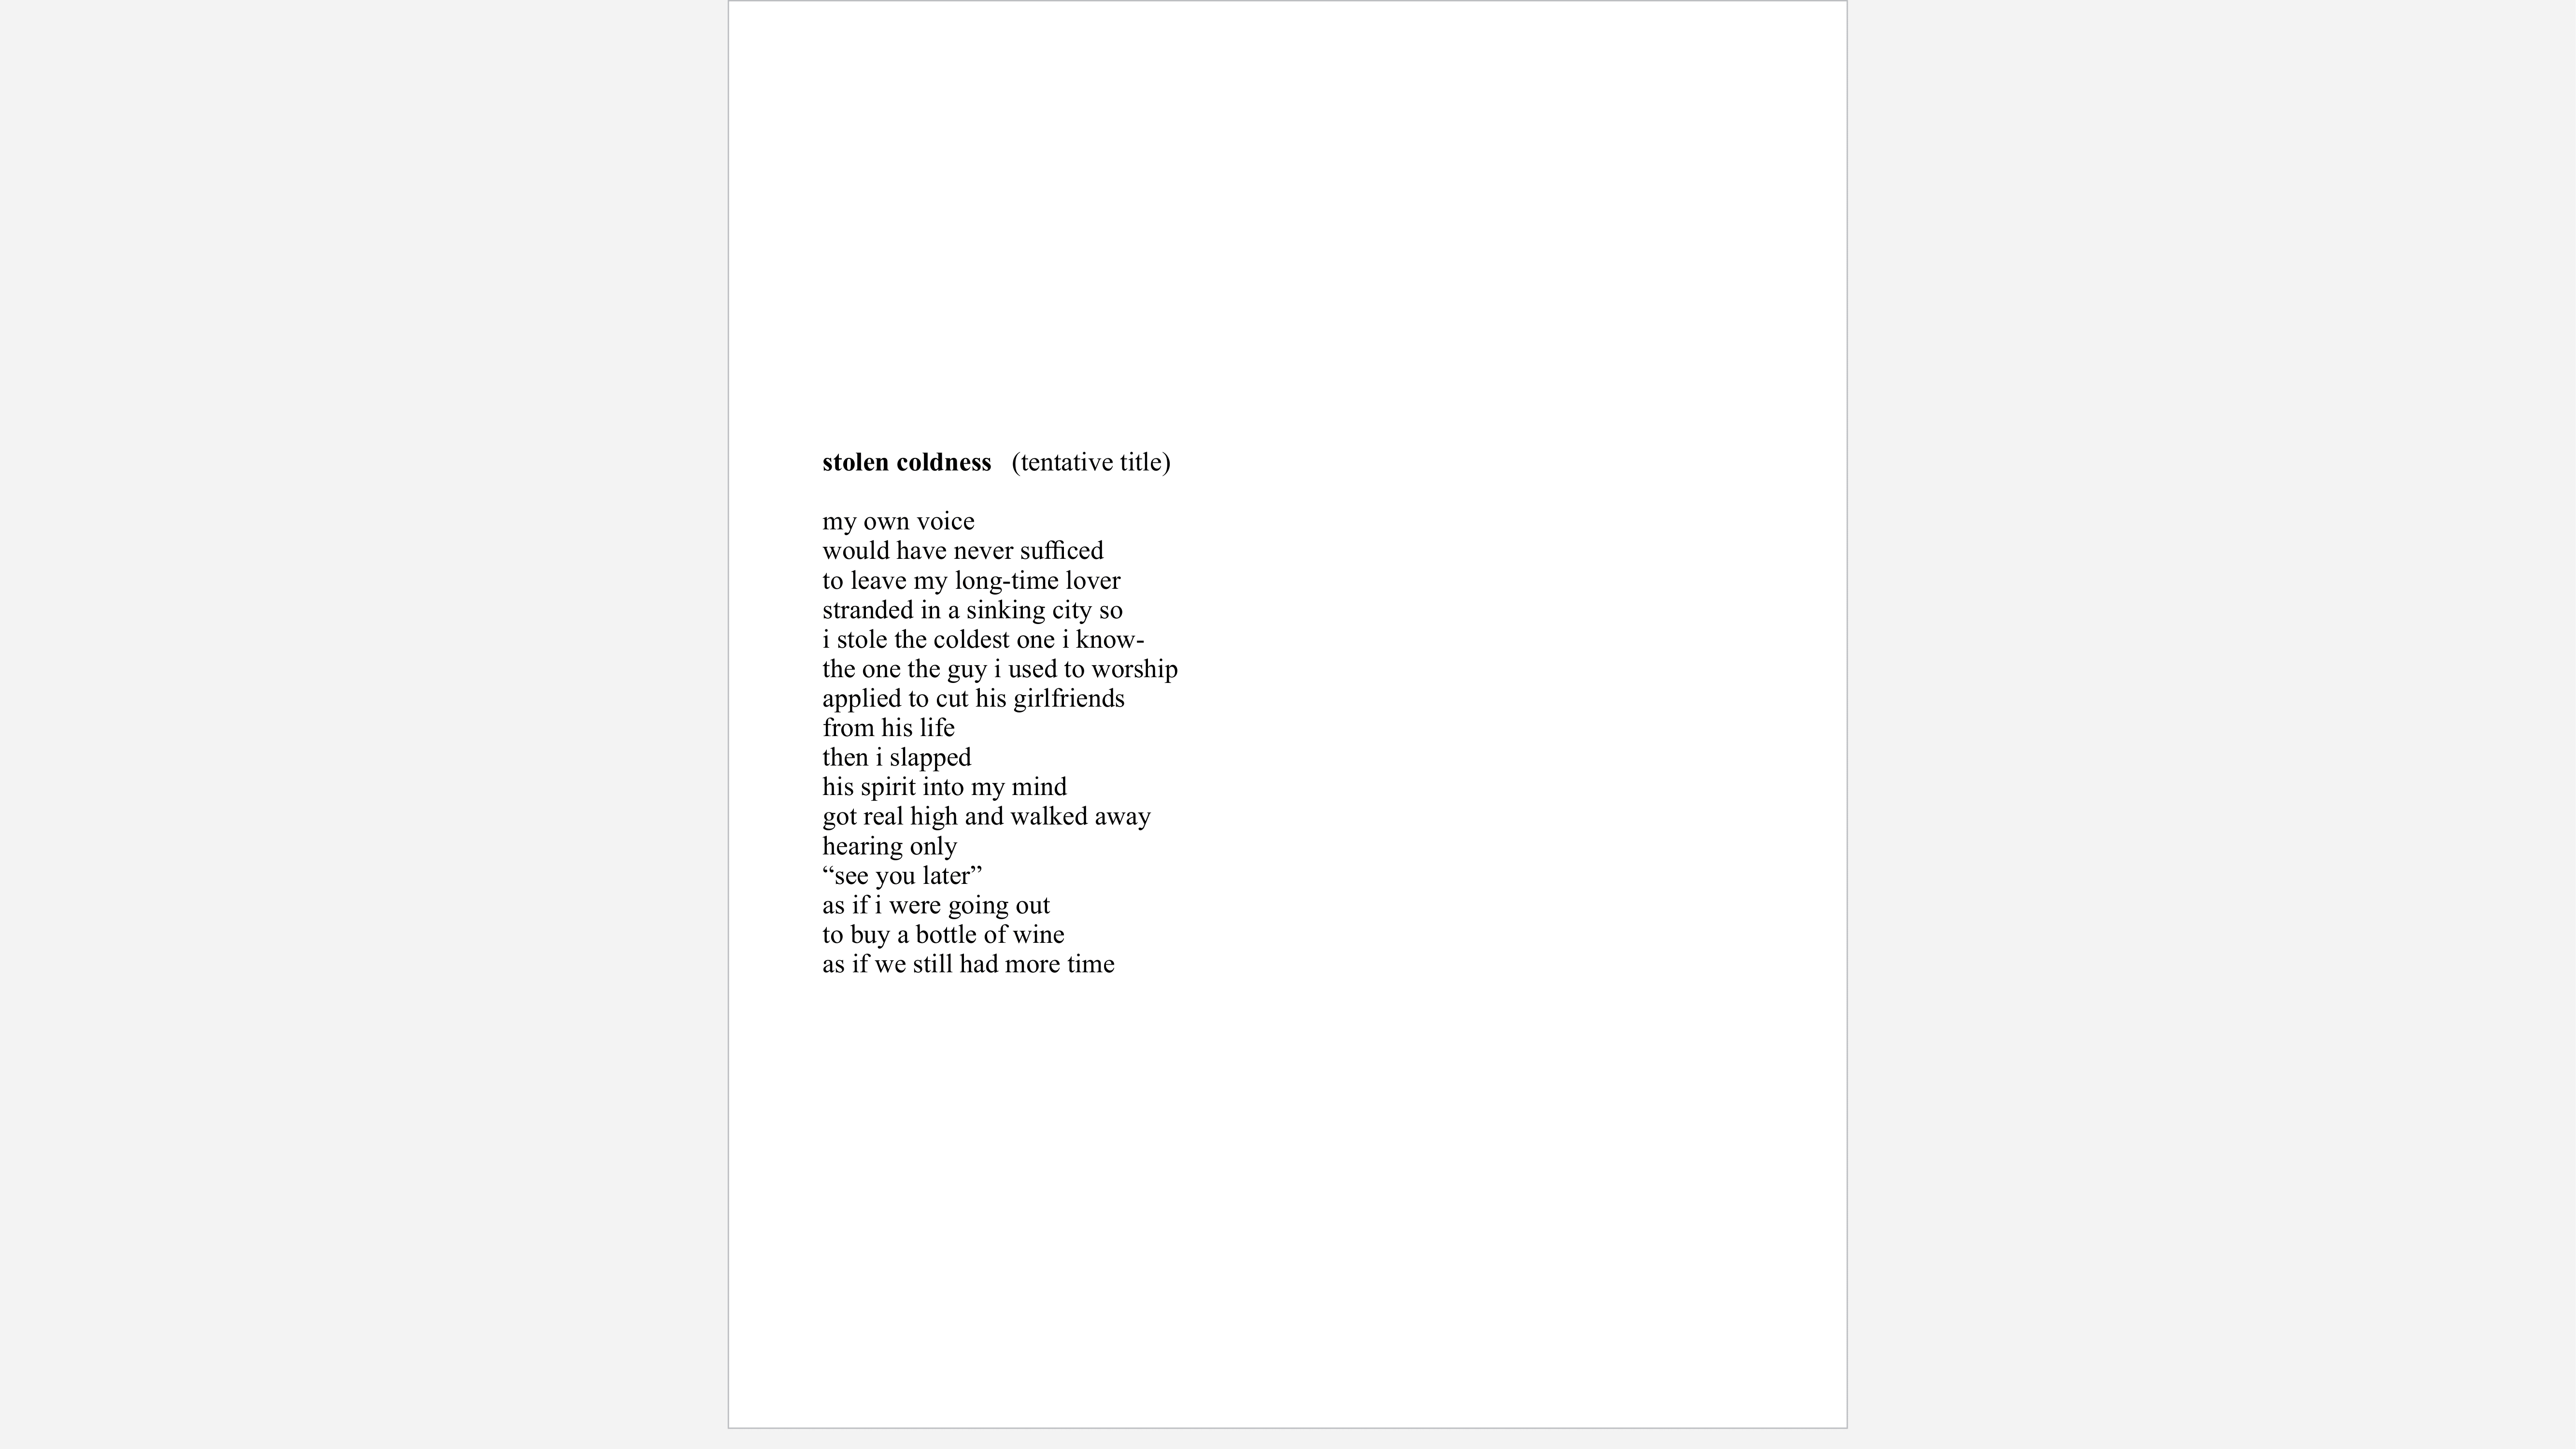 stolen coldness   (tentative title)
my own voice
would have never sufficed
to leave my long-time lover
stranded in a sinking city so
i stole the coldest one i know-
the one the guy i used to worship
applied to cut his girlfriends
from his life
then i slapped
his spirit into my mind
got real high and walked away
hearing only
“see you later”
as if i were going out
to buy a bottle of wine
as if we still had more time